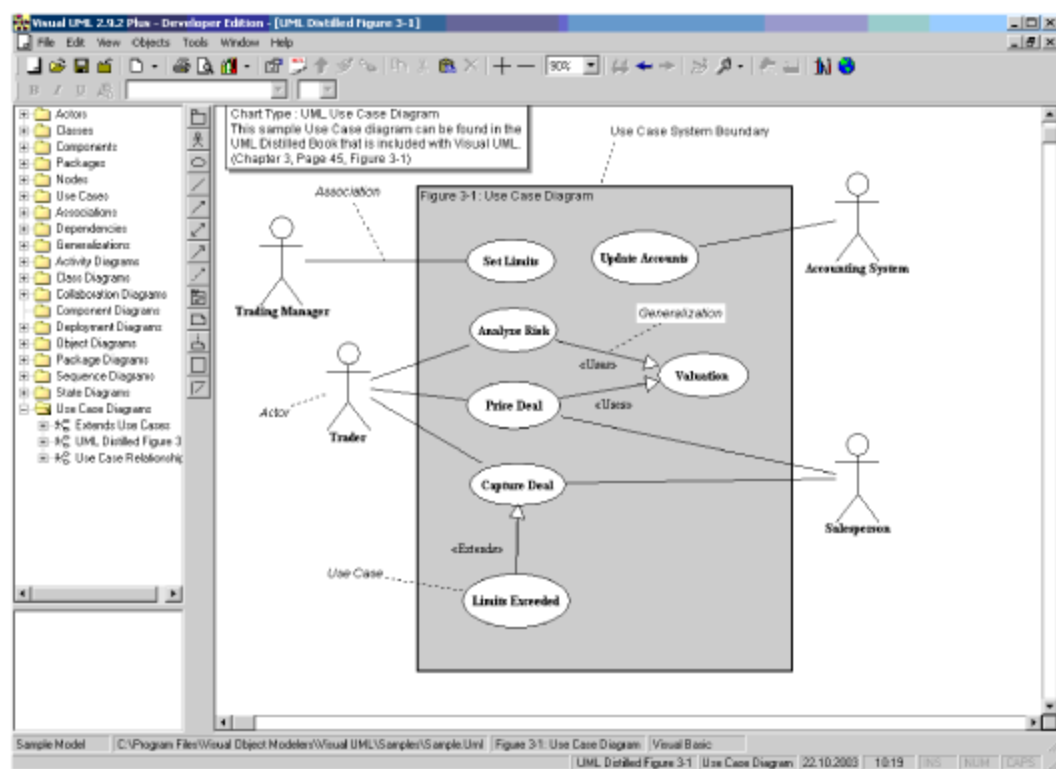 Visual UML 2.9.2 Plus - Developer Edition - [UML Distilled Figure 3-1]
File Edit View Objects Tools Window Help
90%
B I U
Actors
Classes
Components
Packages
Nodes
Use Cases
Associations
Dependencies
Generalizations
Activity Diagrams
Class Diagrams
Collaboration Diagrams
Component Diagrams
Deployment Diagrams
Object Diagrams
Package Diagrams
Sequence Diagrams
State Diagrams
Use Case Diagrams
Extends Use Cases
UML Distilled Figure 3
Use Case Relationship
Chart Type : UML Use Case Diagram
This sample Use Case diagram can be found in the
UML Distilled Book that is included with Visual UML.
(Chapter 3, Page 45, Figure 3-1)
Use Case System Boundary
Association
Figure 3-1: Use Case Diagram
Set Limits
Update Accounts
Accounting System
Trading Manager
Generalization
Analyze Risk
«Uses»
Valuation
Price Deal
«Uses»
Actor
Trader
Capture Deal
Salesperson
«Extends»
Use Case
Limits Exceeded
Sample Model C:\Program Files\Visual Object Modelers\Visual UML\Samples\Sample.Uml Figure 3-1: Use Case Diagram Visual Basic
UML Distilled Figure 3-1 Use Case Diagram 22.10.2003 10:19 INS NUM CAPS